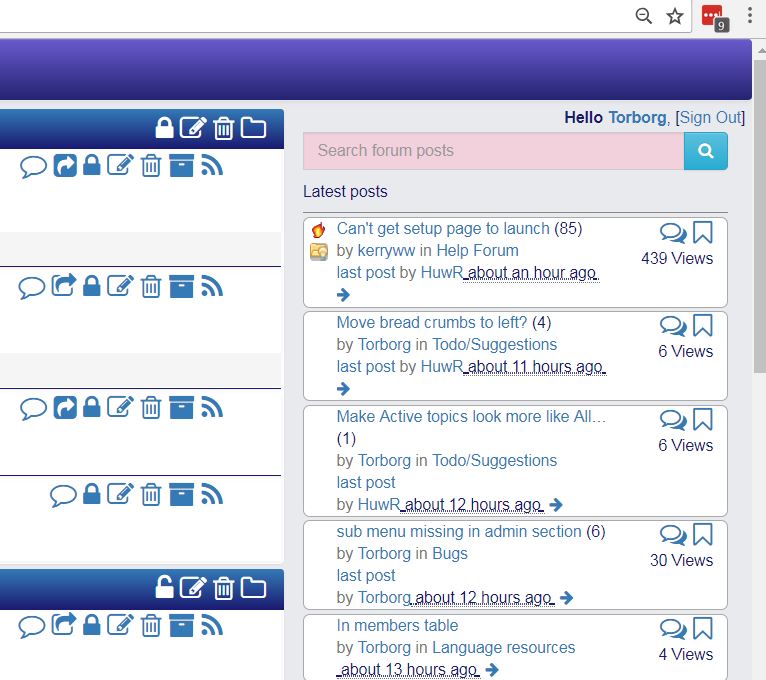 9
Hello Torborg, [Sign Out]
Search forum posts
Latest posts
Can't get setup page to launch (85)
by kerryww in Help Forum
439 Views
last post by HuwR about an hour ago
Move bread crumbs to left? (4)
by Torborg in Todo/Suggestions
6 Views
last post by HuwR about 11 hours ago
Make Active topics look more like All...
(1)
6 Views
by Torborg in Todo/Suggestions
last post
by HuwR about 12 hours ago
sub menu missing in admin section (6)
by Torborg in Bugs
30 Views
last post
by Torborg about 12 hours ago
In members table
by Torborg in Language resources
4 Views
about 13 hours ago